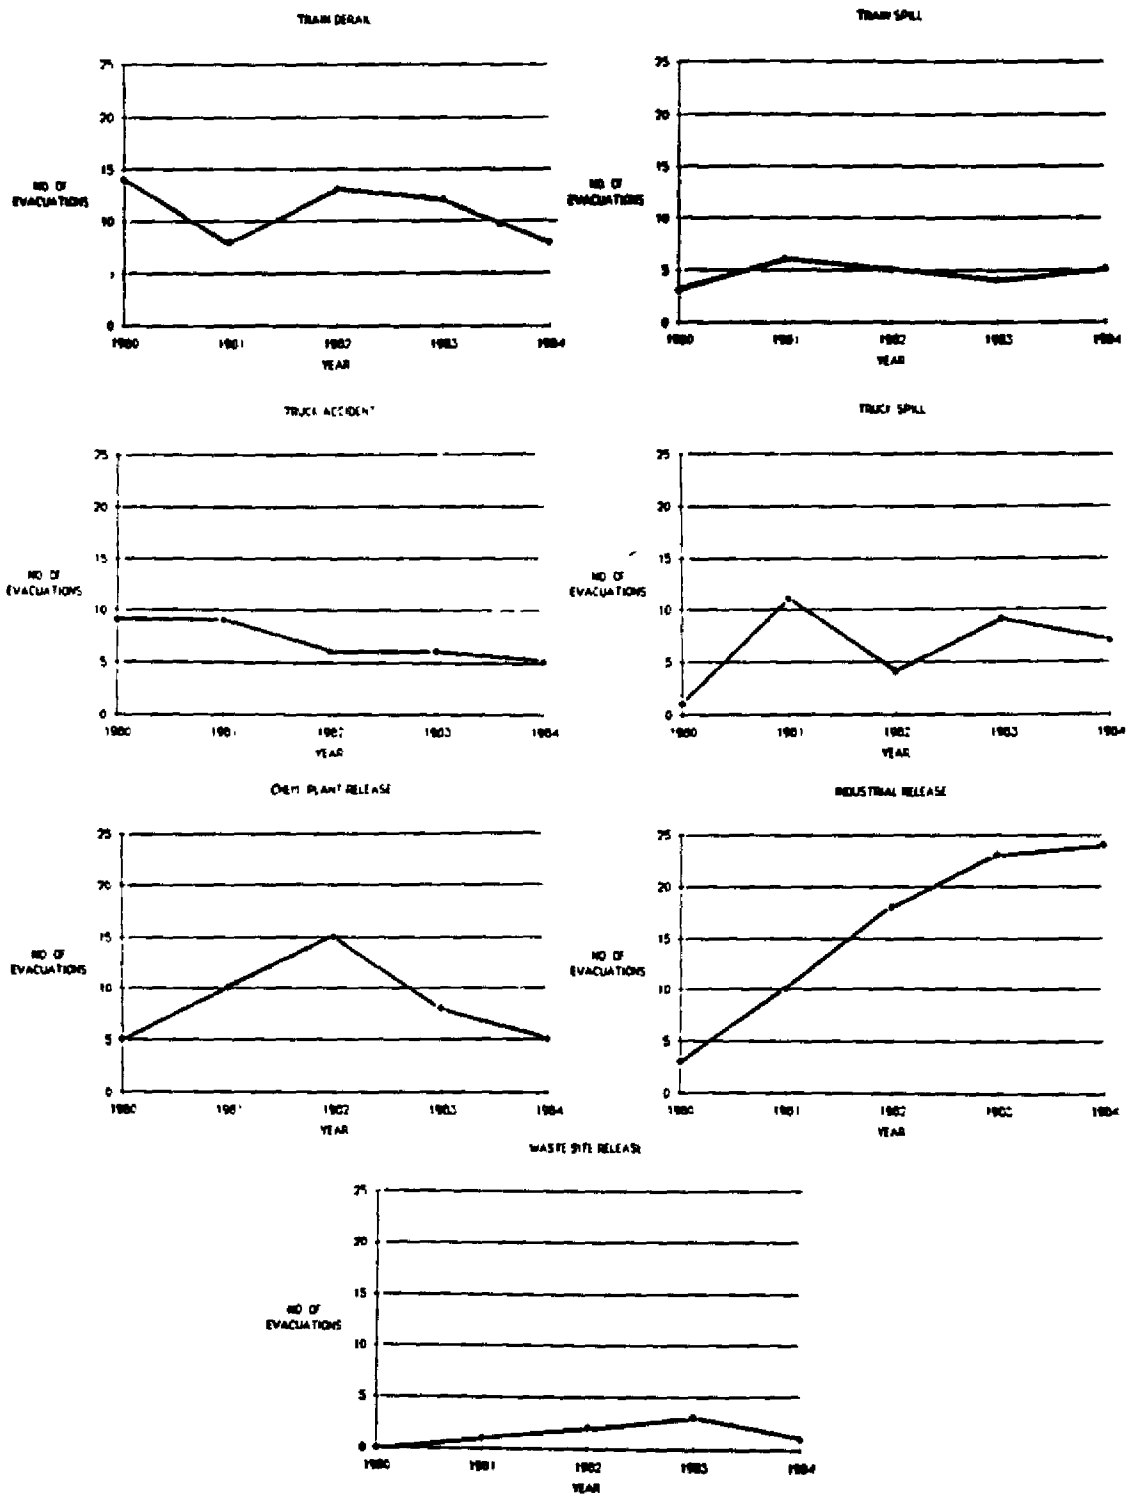 TRAIN DERAIL
25
20
15
10
5
0
NO OF
EVACUATIONS
1980 1981 1982 1983 1984
YEAR
TRAIN SPILL
25
20
15
10
5
0
NO OF
EVACUATIONS
1980 1981 1982 1983 1984
YEAR
TRUCK ACCIDENT
25
20
15
10
5
0
NO OF
EVACUATIONS
1980 1981 1982 1983 1984
YEAR
TRUCK SPILL
25
20
15
10
5
0
NO OF
EVACUATIONS
1980 1981 1982 1983 1984
YEAR
CHEM PLANT RELEASE
25
20
15
10
5
0
NO OF
EVACUATIONS
1980 1981 1982 1983 1984
YEAR
INDUSTRIAL RELEASE
25
20
15
10
5
0
NO OF
EVACUATIONS
1980 1981 1982 1983 1984
YEAR
WASTE SITE RELEASE
25
20
15
10
5
0
NO OF
EVACUATIONS
1980 1981 1982 1983 1984
YEAR